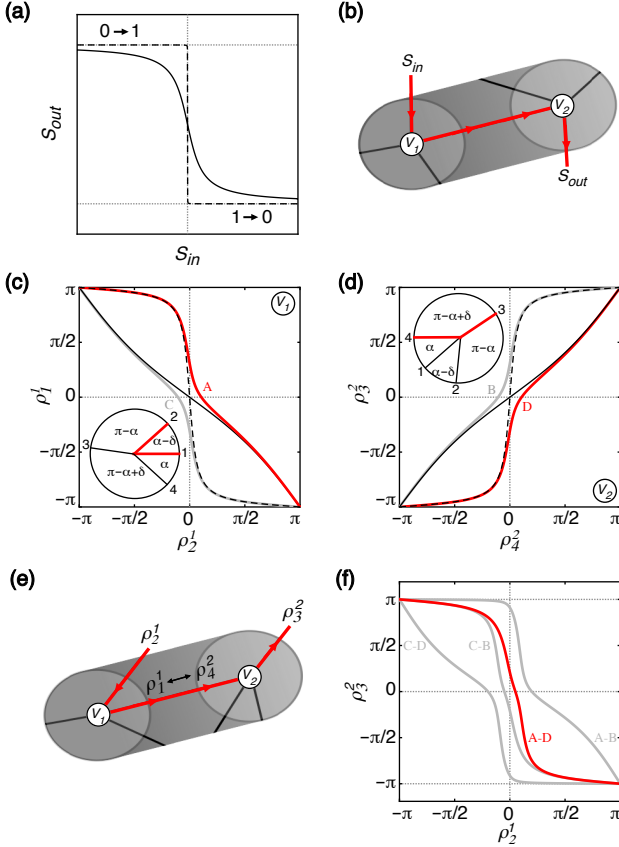 (a)
0→1
S_out
1→0
S_in
(b)
S_in
V_1
V_2
S_out
(c)
π
π/2
0
−π/2
−π
ρ^1_1
V_1
A
C
π−α
2
α−δ
3
1
π−α+δ
α
4
−π
−π/2
0
π/2
π
ρ^1_2
(d)
π
π/2
0
−π/2
−π
ρ^2_3
π−α+δ
3
4
α
π−α
1
α−δ
2
B
D
V_2
−π
−π/2
0
π/2
π
ρ^2_4
(e)
ρ^1_2
ρ^2_3
ρ^1_1
ρ^2_4
V_1
V_2
(f)
π
π/2
0
−π/2
−π
ρ^2_3
C-D
C-B
A-D
A-B
−π
−π/2
0
π/2
π
ρ^1_2